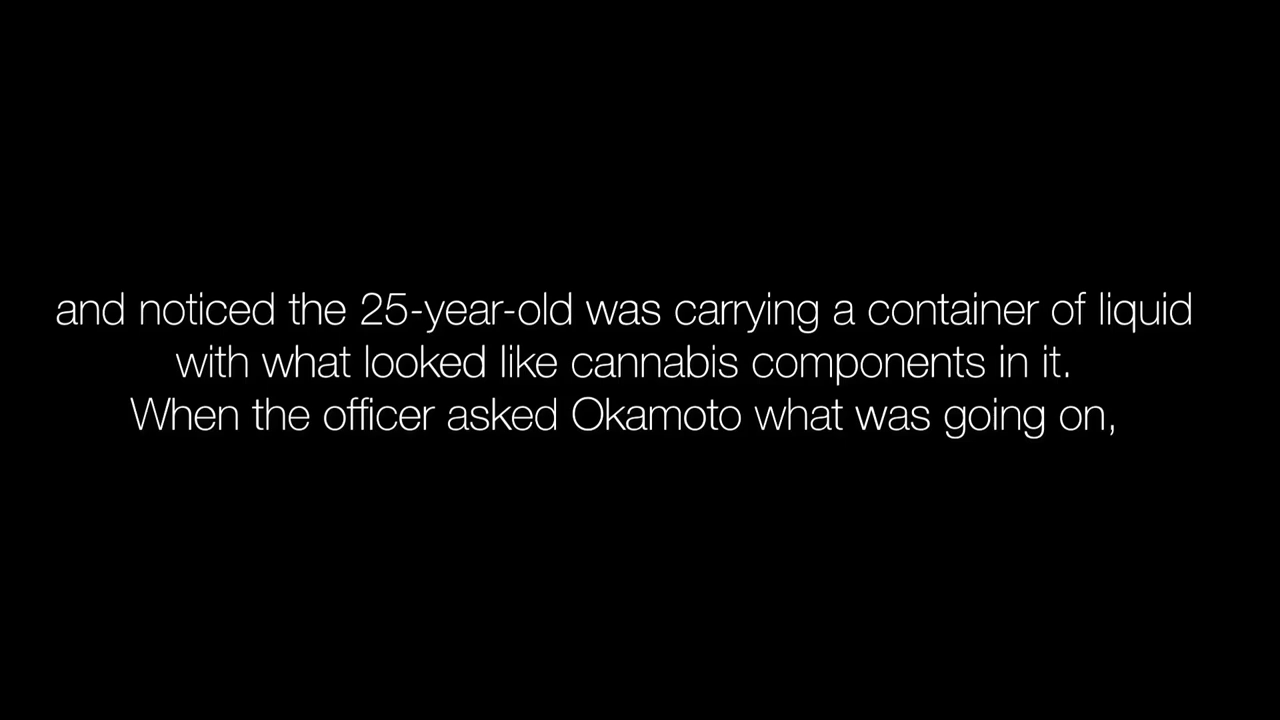 and noticed the 25-year-old was carrying a container of liquid
with what looked like cannabis components in it.
When the officer asked Okamoto what was going on,